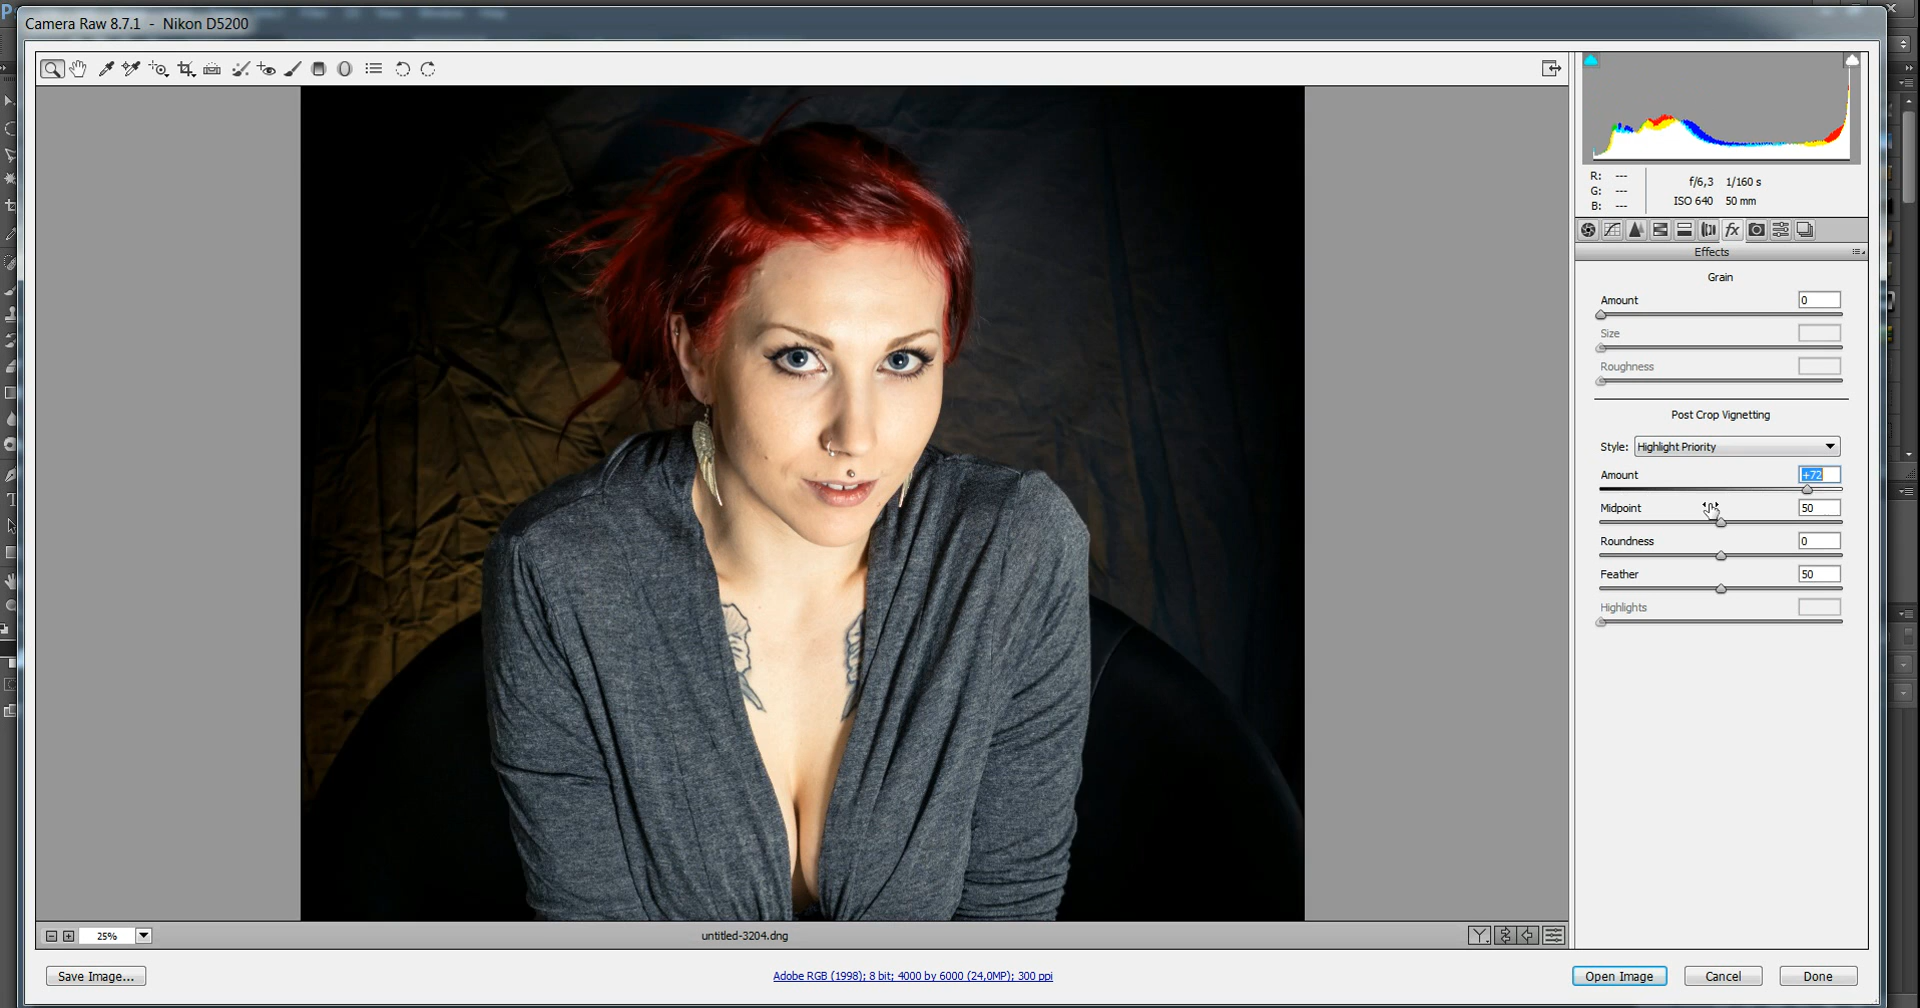 Camera Raw 8.7.1 - Nikon D5200
R: ---
G: ---
B: ---
f/6,3 1/160 s
ISO 640 50 mm
fx
Effects
Grain
Amount 0
Size
Roughness
Post Crop Vignetting
Style: Highlight Priority
Amount +72
Midpoint 50
Roundness 0
Feather 50
Highlights
25%
untitled-3204.dng
Save Image...
Adobe RGB (1998); 8 bit; 4000 by 6000 (24,0MP); 300 ppi
Open Image
Cancel
Done